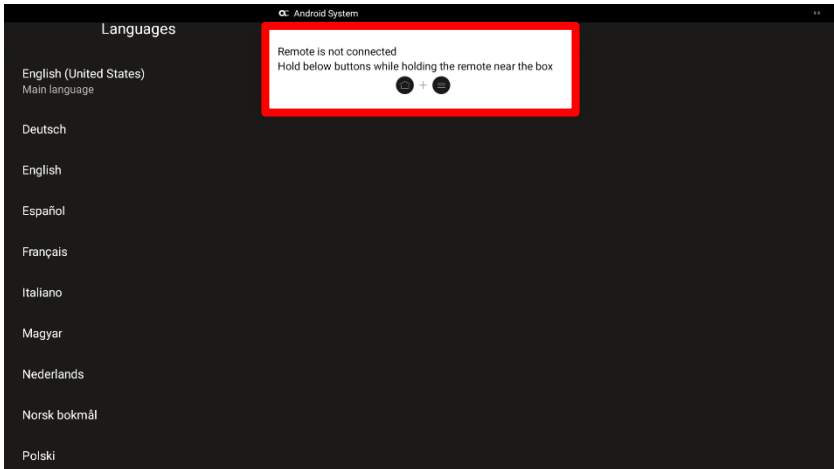 Android System
Languages
Remote is not connected
Hold below buttons while holding the remote near the box
+
English (United States)
Main language
Deutsch
English
Español
Français
Italiano
Magyar
Nederlands
Norsk bokmål
Polski